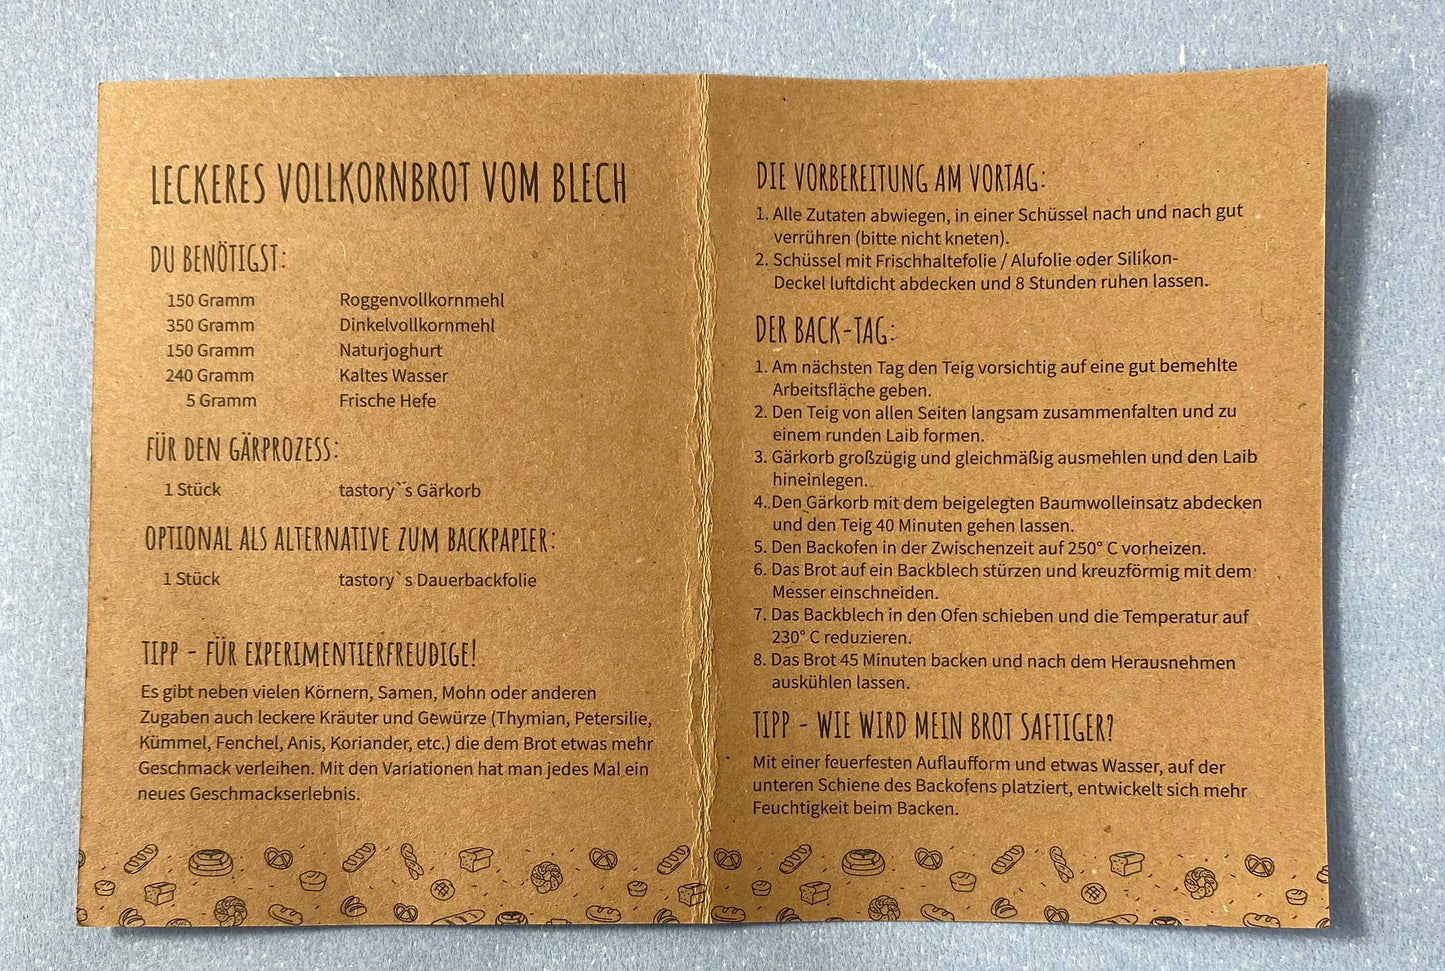 LECKERES VOLLKORNBROT VOM BLECH
DU BENÖTIGST:
150 Gramm Roggenvollkornmehl
350 Gramm Dinkelvollkornmehl
150 Gramm Naturjoghurt
240 Gramm Kaltes Wasser
5 Gramm Frische Hefe
FÜR DEN GÄRPROZESS:
1 Stück tastory`s Gärkorb
OPTIONAL ALS ALTERNATIVE ZUM BACKPAPIER:
1 Stück tastory`s Dauerbackfolie
TIPP - FÜR EXPERIMENTIERFREUDIGE!
Es gibt neben vielen Körnern, Samen, Mohn oder anderen
Zugaben auch leckere Kräuter und Gewürze (Thymian, Petersilie,
Kümmel, Fenchel, Anis, Koriander, etc.) die dem Brot etwas mehr
Geschmack verleihen. Mit den Variationen hat man jedes Mal ein
neues Geschmackserlebnis.
DIE VORBEREITUNG AM VORTAG:
1. Alle Zutaten abwiegen, in einer Schüssel nach und nach gut
verrühren (bitte nicht kneten).
2. Schüssel mit Frischhaltefolie / Alufolie oder Silikon-
Deckel luftdicht abdecken und 8 Stunden ruhen lassen.
DER BACK-TAG:
1. Am nächsten Tag den Teig vorsichtig auf eine gut bemehlte
Arbeitsfläche geben.
2. Den Teig von allen Seiten langsam zusammenfalten und zu
einem runden Laib formen.
3. Gärkorb großzügig und gleichmäßig ausmehlen und den Laib
hineinlegen.
4. Den Gärkorb mit dem beigelegten Baumwolleinsatz abdecken
und den Teig 40 Minuten gehen lassen.
5. Den Backofen in der Zwischenzeit auf 250° C vorheizen.
6. Das Brot auf ein Backblech stürzen und kreuzförmig mit dem
Messer einschneiden.
7. Das Backblech in den Ofen schieben und die Temperatur auf
230° C reduzieren.
8. Das Brot 45 Minuten backen und nach dem Herausnehmen
auskühlen lassen.
TIPP - WIE WIRD MEIN BROT SAFTIGER?
Mit einer feuerfesten Auflaufform und etwas Wasser, auf der
unteren Schiene des Backofens platziert, entwickelt sich mehr
Feuchtigkeit beim Backen.